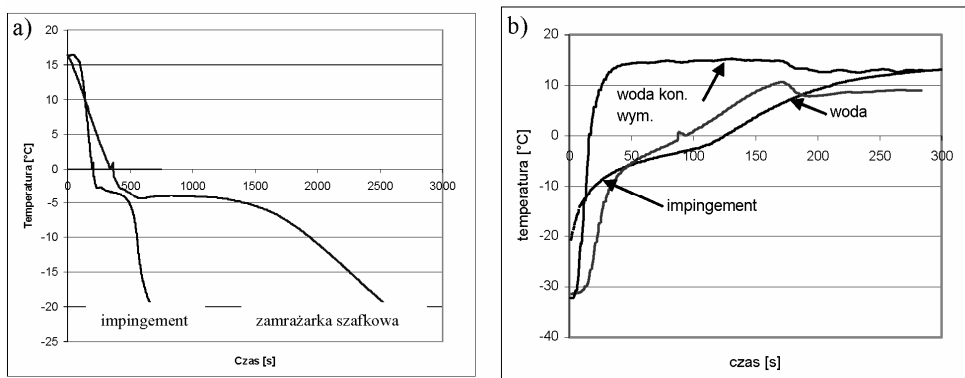 a)
Temperatura [°C]
20
15
10
5
0
-5
-10
-15
-20
-25
0 500 1000 1500 2000 2500 3000
impingement zamrażarka szafkowa
Czas [s]
b)
temperatura [°C]
20
10
0
-10
-20
-30
-40
0 50 100 150 200 250 300
woda kon.
wym.
woda
impingement
czas [s]